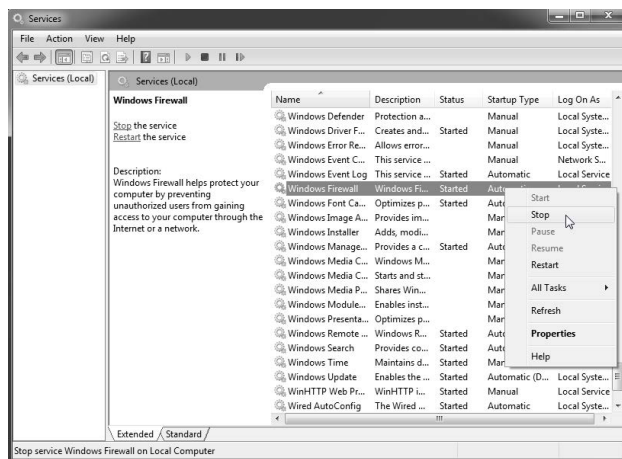 Services
File Action View Help
Services (Local)
Services (Local)
Windows Firewall
Stop the service
Restart the service
Description:
Windows Firewall helps protect your
computer by preventing
unauthorized users from gaining
access to your computer through the
Internet or a network.
Name Description Status Startup Type Log On As
Windows Defender Protection a... Manual Local Syste...
Windows Driver F... Creates and... Started Manual Local Syste...
Windows Error Re... Allows error... Manual Local Syste...
Windows Event C... This service ... Manual Network S...
Windows Event Log This service ... Started Automatic Local Service
Windows Firewall Windows Fi... Started
Windows Font Ca... Optimizes p... Started
Windows Image A... Provides im...
Windows Installer Adds, modi...
Windows Manage... Provides a c... Started
Windows Media C... Windows M...
Windows Media C... Starts and st...
Windows Media P... Shares Win...
Windows Module... Enables inst...
Windows Presenta... Optimizes p...
Windows Remote ... Windows R... Started
Windows Search Provides co... Started
Windows Time Maintains d... Started
Windows Update Enables the ... Started Automatic (D... Local Syste...
WinHTTP Web Pr... WinHTTP i... Started Manual Local Service
Wired AutoConfig The Wired ... Started Automatic Local Syste...
Start
Stop
Pause
Resume
Restart
All Tasks
Refresh
Properties
Help
Extended Standard
Stop service Windows Firewall on Local Computer